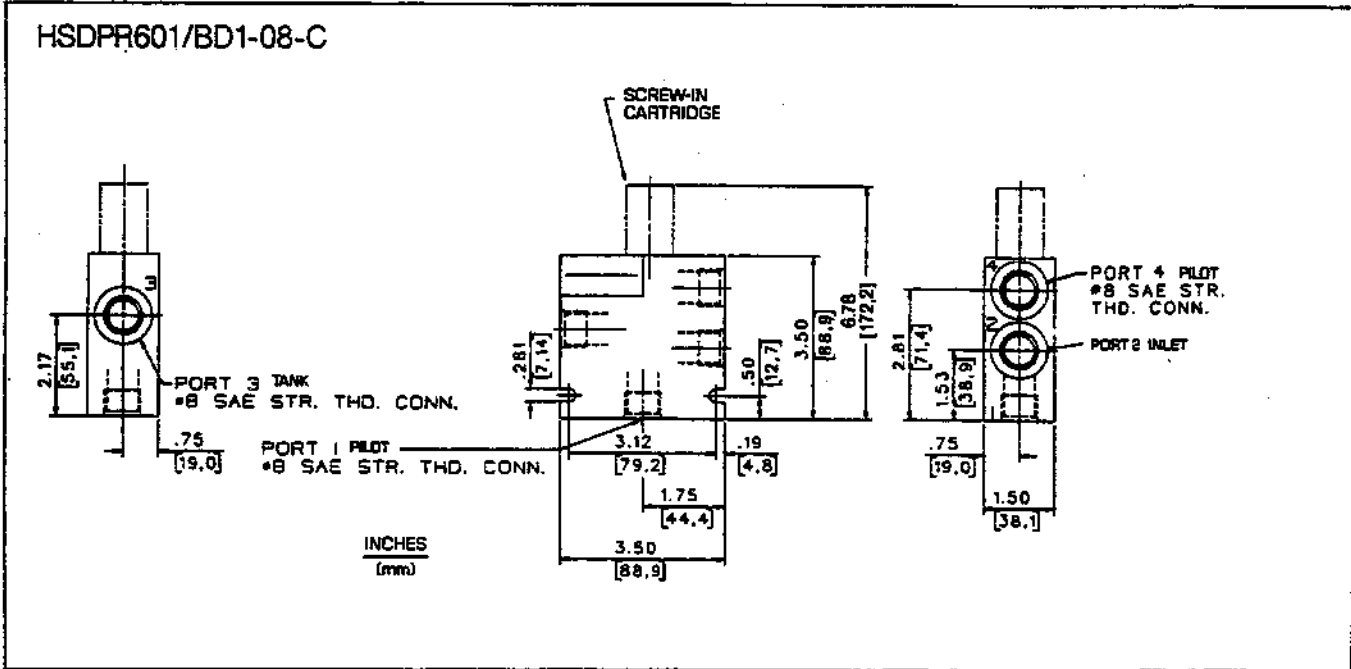 HSDPR601/BD1-08-C
SCREW-IN
CARTRIDGE
3
2.17
[55,1]
PORT 3 TANK
#8 SAE STR. THD. CONN.
.75
[19,0]
PORT 1 PILOT
#8 SAE STR. THD. CONN.
.281
[7,14]
3.12
[79,2]
.19
[4,8]
1.75
[44,4]
3.50
[88,9]
.50
[12,7]
3.50
[88,9]
6.78
[172,2]
INCHES
(mm)
4
2
1
PORT 4 PILOT
#8 SAE STR.
THD. CONN.
PORT 2 INLET
2.81
[71,4]
1.53
[38,9]
.75
[19,0]
1.50
[38,1]